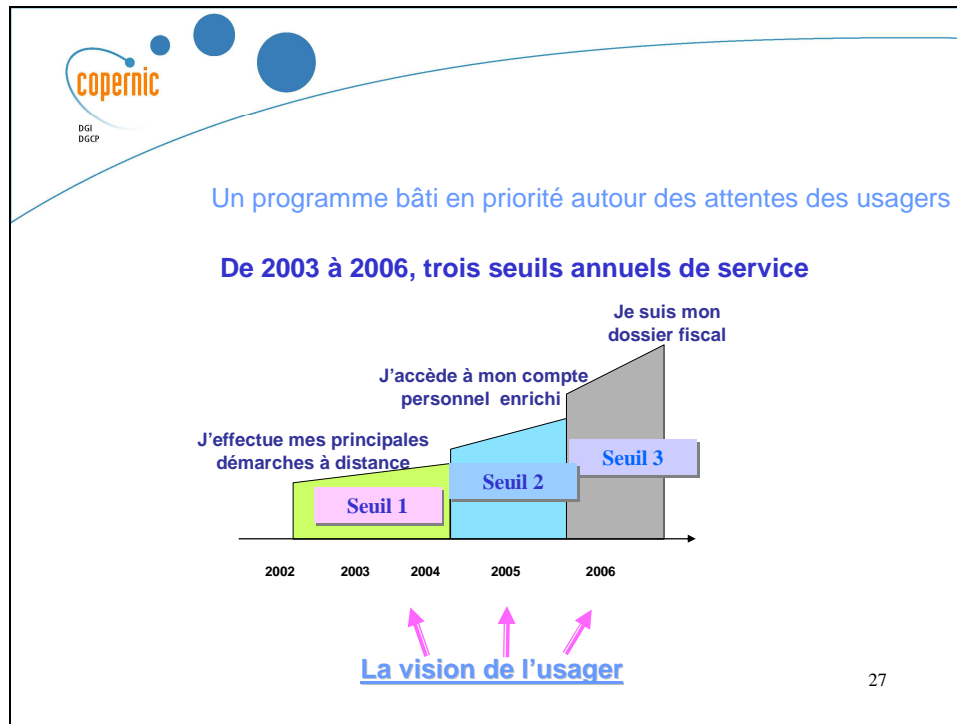 copernic
DGI
DGCP
Un programme bâti en priorité autour des attentes des usagers
De 2003 à 2006, trois seuils annuels de service
Je suis mon
dossier fiscal
J'accède à mon compte
personnel enrichi
J'effectue mes principales
démarches à distance
Seuil 1
Seuil 2
Seuil 3
2002 2003 2004 2005 2006
La vision de l'usager
27